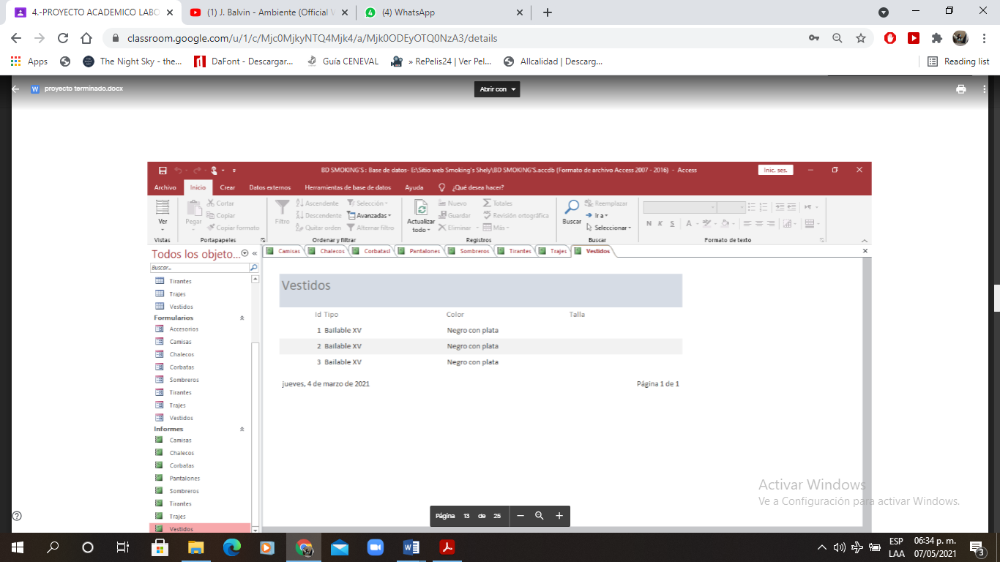 4.-PROYECTO ACADEMICO LABO
(1) J. Balvin - Ambiente (Official V
(4) WhatsApp
classroom.google.com/u/1/c/Mjc0MjkyNTQ4Mjk4/a/Mjk0ODEyOTQ0NzA3/details
Apps
The Night Sky - the...
DaFont - Descargar...
Guía CENEVAL
» RePelis24 | Ver Pel...
Allcalidad | Descarg...
Reading list
proyecto terminado.docx
Abrir con
BD SMOKING'S : Base de datos- E:\Sitio web Smoking's Shely\BD SMOKING'S.accdb (Formato de archivo Access 2007 - 2016) - Access
Inic. ses.
Archivo Inicio Crear Datos externos Herramientas de base de datos Ayuda ¿Qué desea hacer?
Ver
Vistas
Pegar
Cortar
Copiar
Copiar formato
Portapapeles
Filtro
Ascendente
Descendente
Quitar orden
Selección
Avanzadas
Alternar filtro
Ordenar y filtrar
Actualizar todo
Nuevo
Guardar
Eliminar
Totales
Revisión ortográfica
Más
Registros
Buscar
Reemplazar
Ir a
Seleccionar
Buscar
N K S
A
Formato de texto
Todos los objeto...
Buscar...
Tirantes
Trajes
Vestidos
Formularios
Accesorios
Camisas
Chalecos
Corbatas
Sombreros
Tirantes
Trajes
Vestidos
Informes
Camisas
Chalecos
Corbatas
Pantalones
Sombreros
Tirantes
Trajes
Vestidos
Camisas Chalecos CorbatasI Pantalones Sombreros Tirantes Trajes Vestidos
Vestidos
Id Tipo Color Talla
1 Bailable XV Negro con plata
2 Bailable XV Negro con plata
3 Bailable XV Negro con plata
jueves, 4 de marzo de 2021 Página 1 de 1
Activar Windows
Ve a Configuración para activar Windows.
Página 13 de 25
ESP
LAA
06:34 p. m.
07/05/2021
3